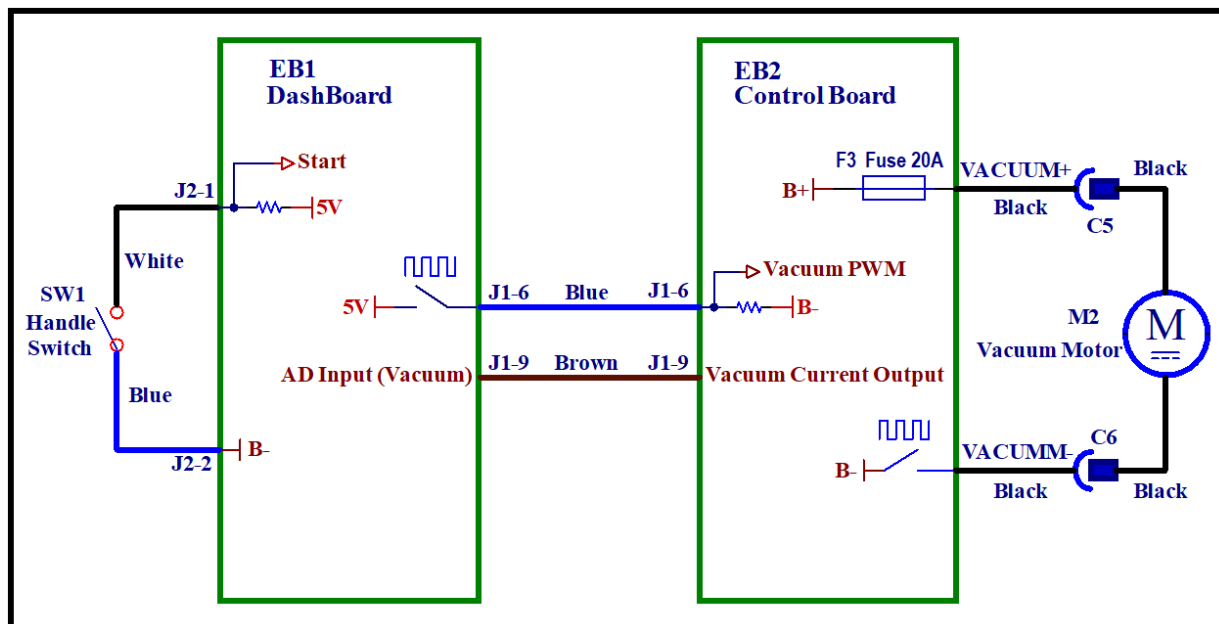 EB1
DashBoard
EB2
Control Board
Start
J2-1
5V
White
SW1
Handle
Switch
Blue
J2-2
B-
5V
J1-6
Blue
J1-6
AD Input (Vacuum)
J1-9
Brown
J1-9
Vacuum Current Output
Vacuum PWM
B-
F3 Fuse 20A
B+
VACUUM+
Black
C5
Black
M2
Vacuum Motor
M
B-
VACUMM-
Black
C6
Black